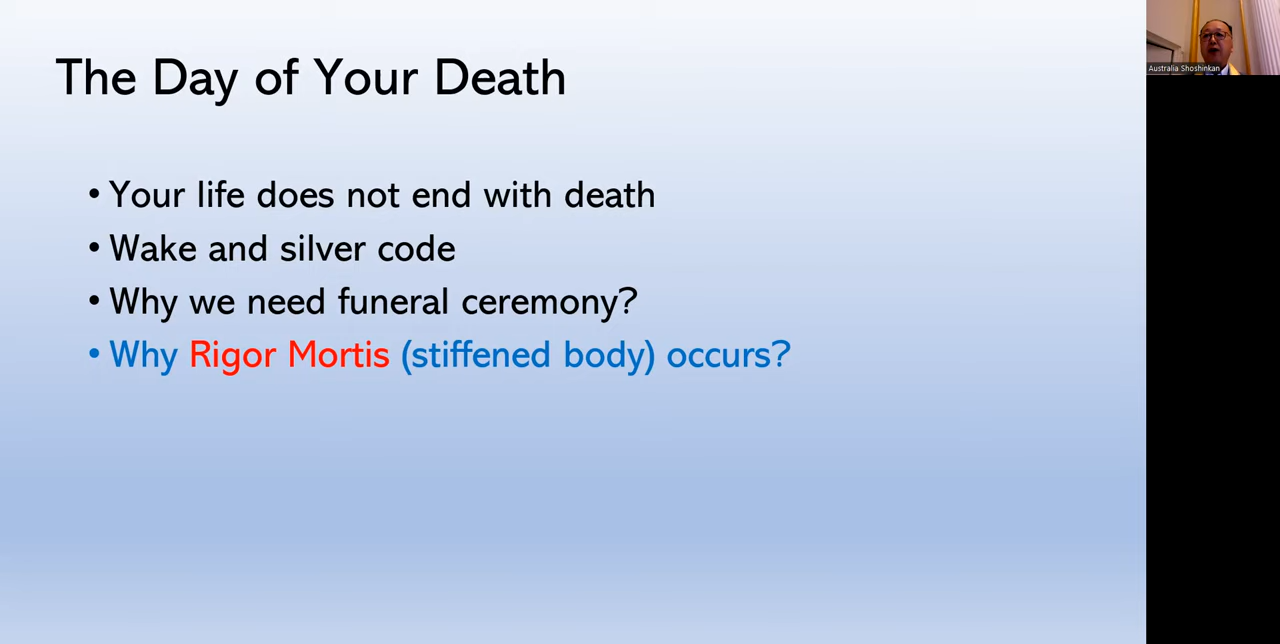 The Day of Your Death
• Your life does not end with death
• Wake and silver code
• Why we need funeral ceremony?
• Why Rigor Mortis (stiffened body) occurs?
Australia Shoshinkan